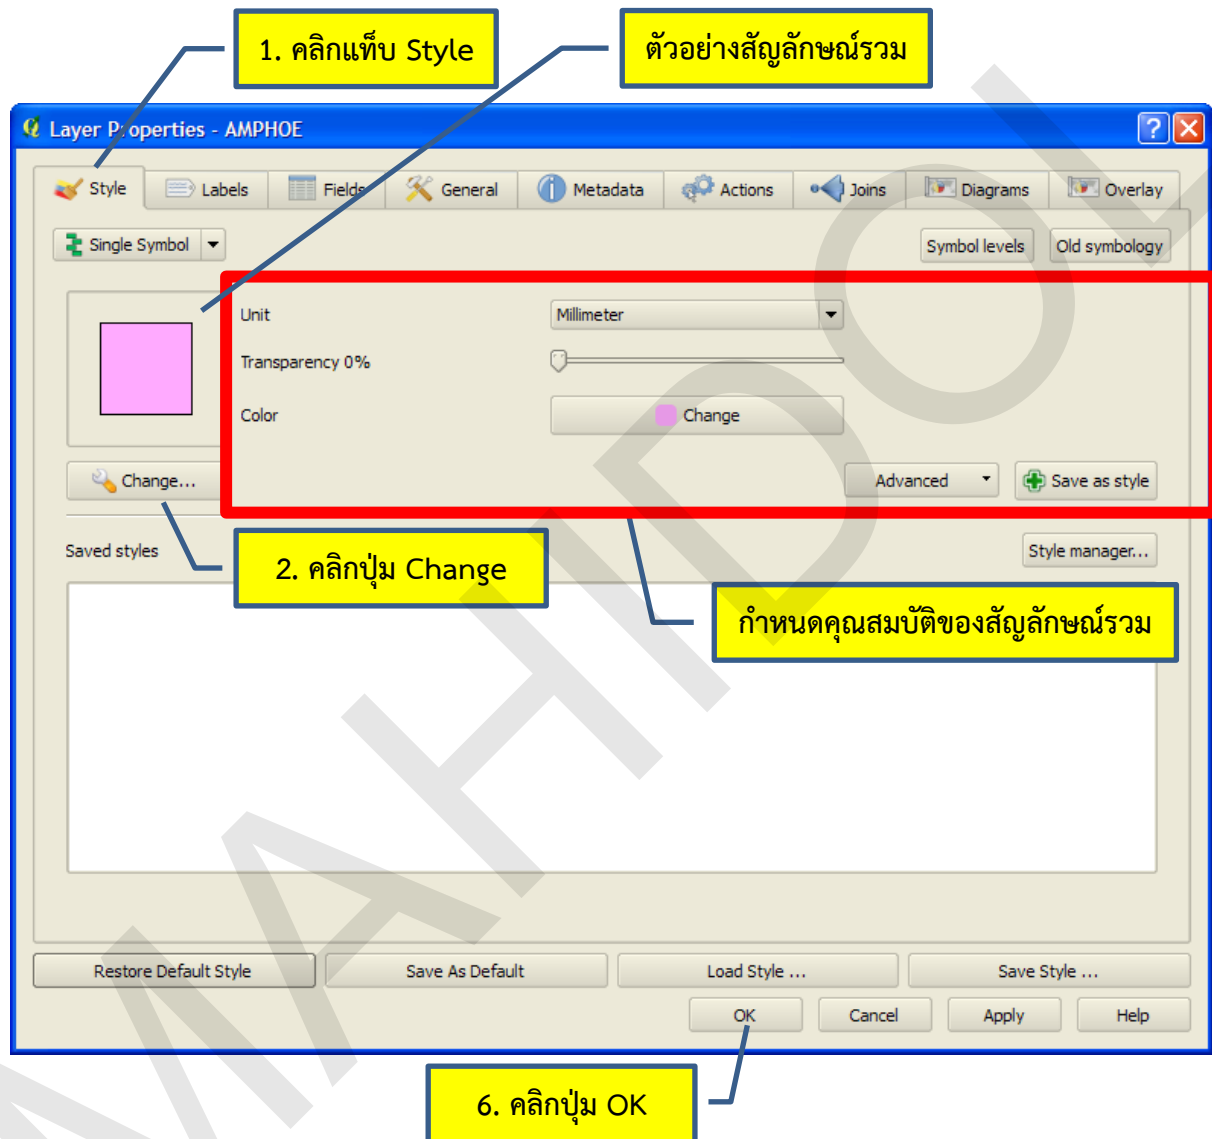 1. คลิกแท็บ Style
ตัวอย่างสัญลักษณ์รวม
Layer Properties - AMPHOE
Style Labels Fields General Metadata Actions Joins Diagrams Overlay
Single Symbol Symbol levels Old symbology
Unit Millimeter
Transparency 0%
Color Change
Change... Advanced Save as style
Saved styles Style manager...
2. คลิกปุ่ม Change
กำหนดคุณสมบัติของสัญลักษณ์รวม
Restore Default Style Save As Default Load Style ... Save Style ...
OK Cancel Apply Help
6. คลิกปุ่ม OK
MAHIDOL